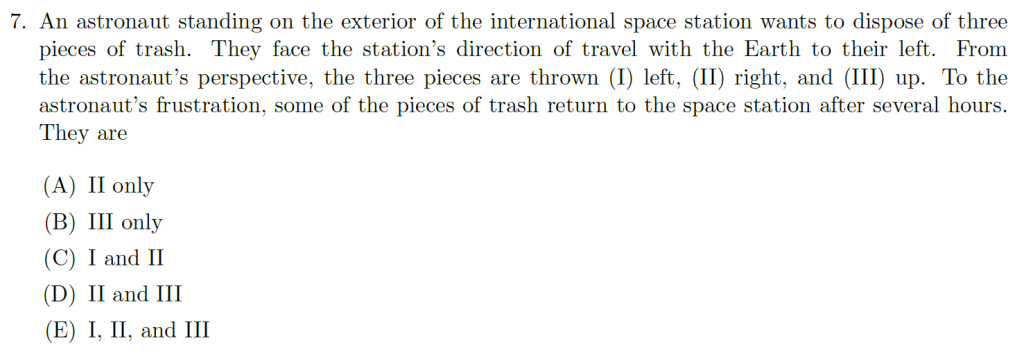 7. An astronaut standing on the exterior of the international space station wants to dispose of three
pieces of trash. They face the station's direction of travel with the Earth to their left. From
the astronaut's perspective, the three pieces are thrown (I) left, (II) right, and (III) up. To the
astronaut's frustration, some of the pieces of trash return to the space station after several hours.
They are
(A) II only
(B) III only
(C) I and II
(D) II and III
(E) I, II, and III